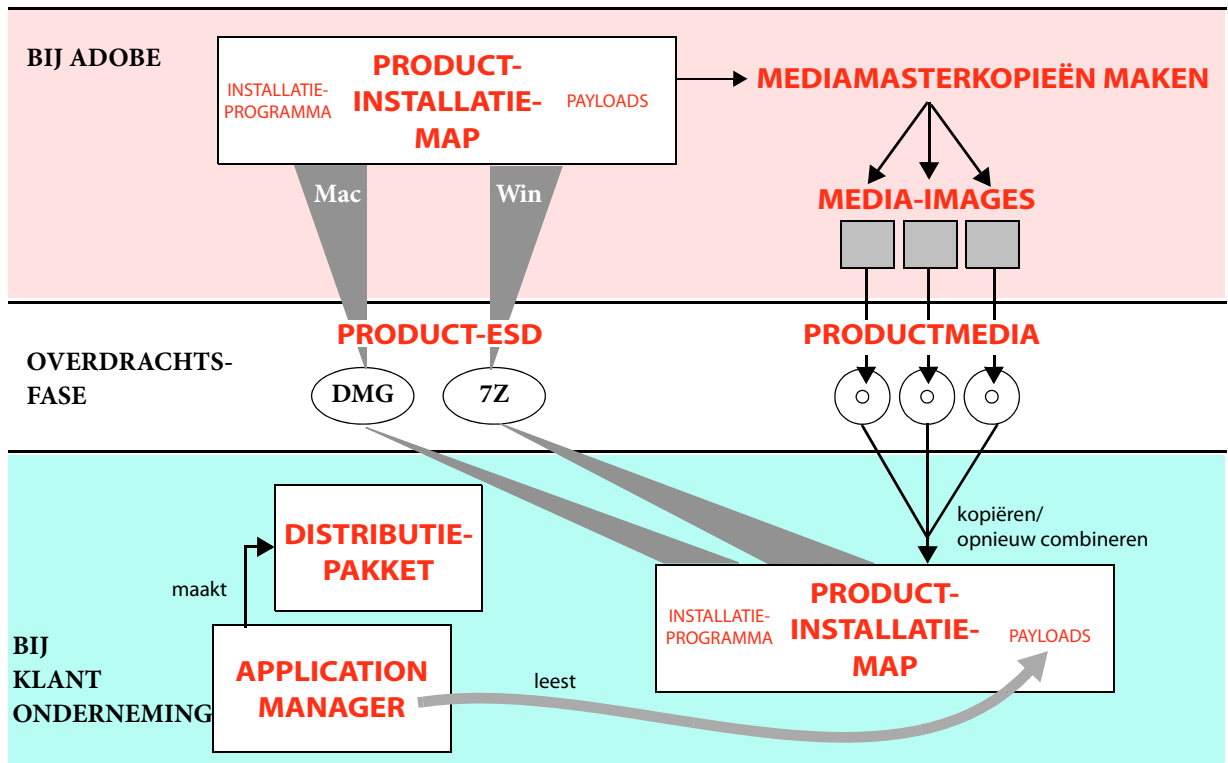 BIJ ADOBE
INSTALLATIE-
PROGRAMMA
PRODUCT-
INSTALLATIE-
MAP
PAYLOADS
MEDIAMASTERKOPIEËN MAKEN
Mac
Win
MEDIA-IMAGES
OVERDRACHTS-
FASE
PRODUCT-ESD
PRODUCTMEDIA
DMG
7Z
kopiëren/
opnieuw combineren
DISTRIBUTIE-
PAKKET
maakt
BIJ
KLANT
ONDERNEMING
APPLICATION
MANAGER
leest
INSTALLATIE-
PROGRAMMA
PRODUCT-
INSTALLATIE-
MAP
PAYLOADS